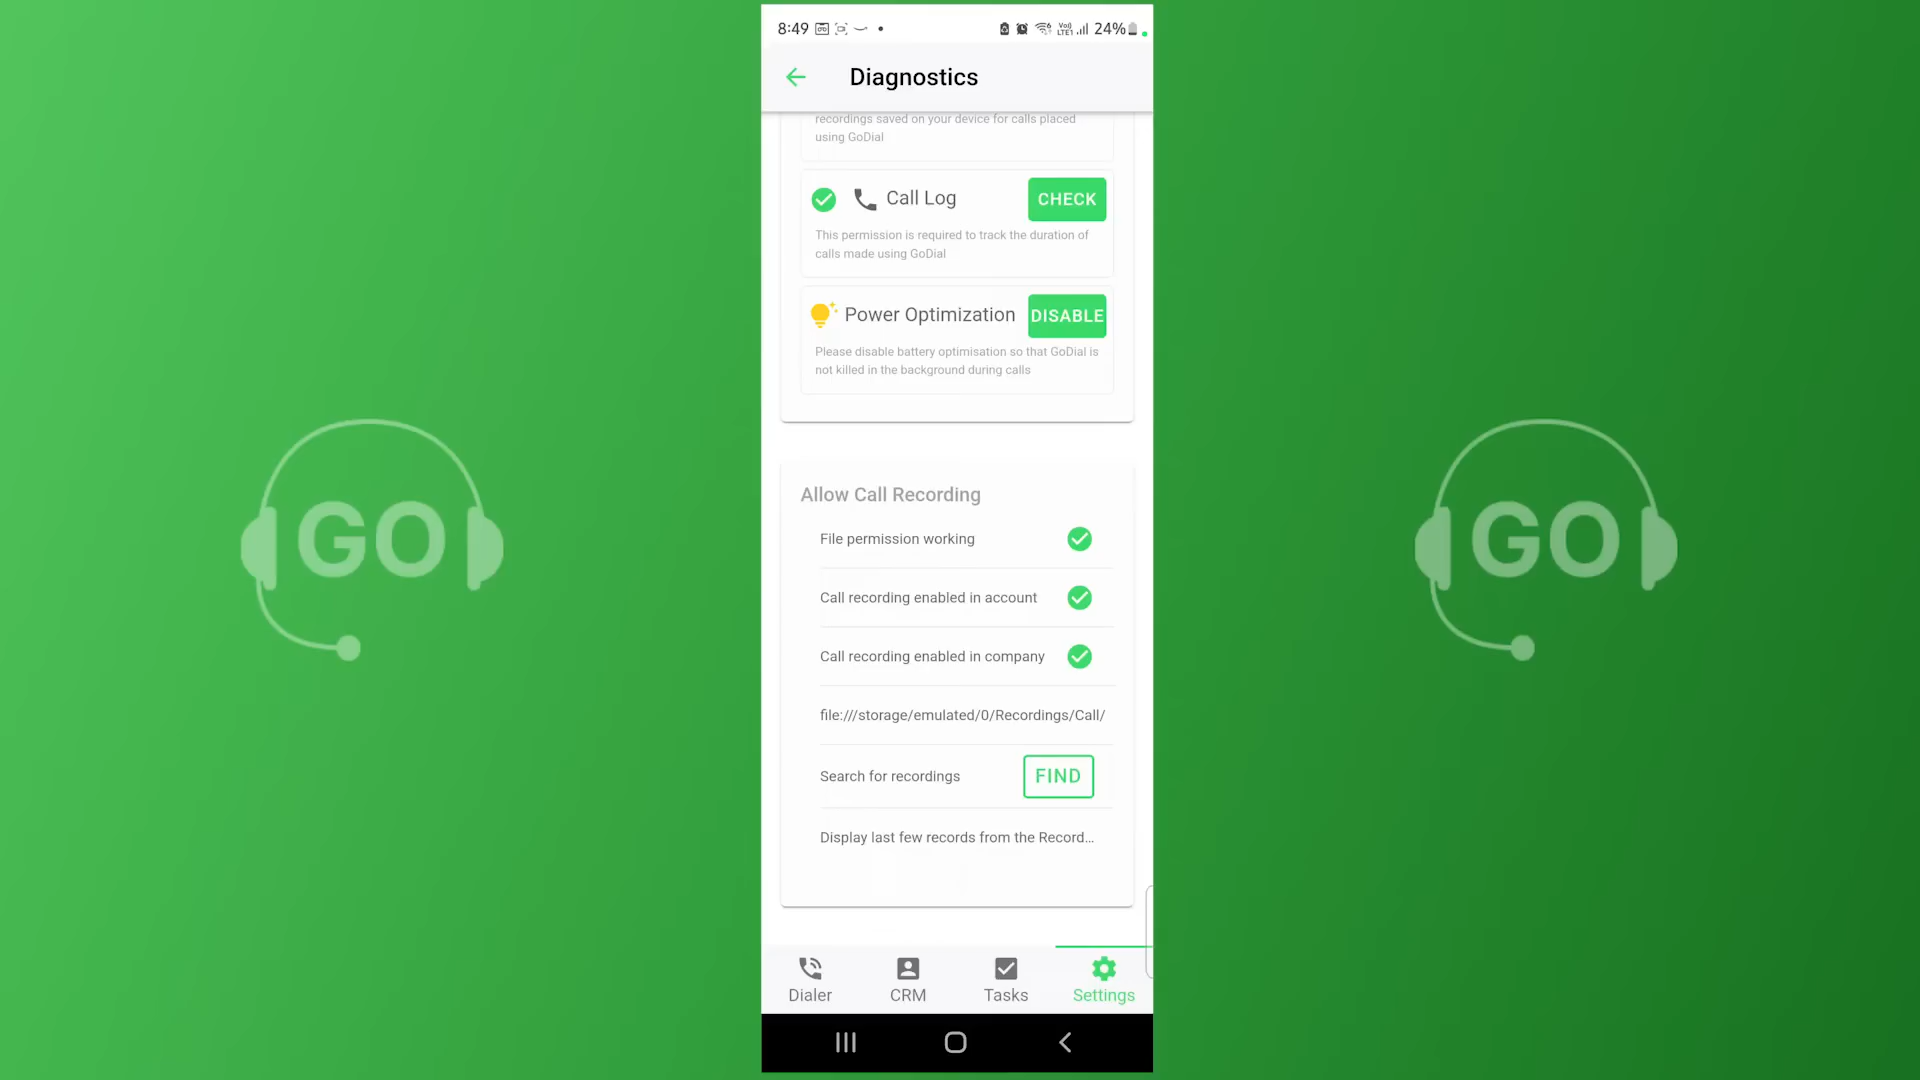 8:49
Vo)
LTE1
24%
Diagnostics
recordings saved on your device for calls placed
using GoDial
Call Log
CHECK
This permission is required to track the duration of
calls made using GoDial
Power Optimization
DISABLE
Please disable battery optimisation so that GoDial is
not killed in the background during calls
Allow Call Recording
File permission working
Call recording enabled in account
Call recording enabled in company
file:///storage/emulated/0/Recordings/Call/
Search for recordings
FIND
Display last few records from the Record...
Dialer
CRM
Tasks
Settings
GO
GO